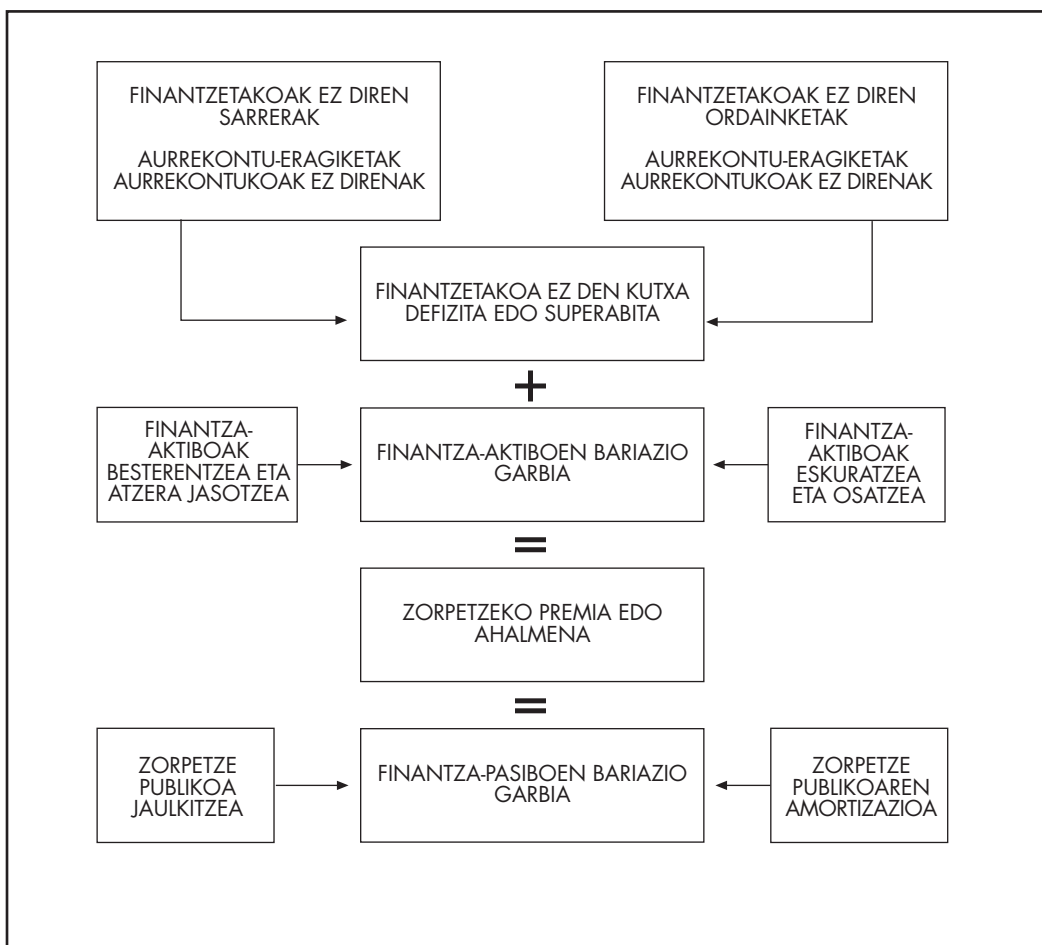 FINANTZETAKOAK EZ DIREN
SARRERAK
AURREKONTU-ERAGIKETAK
AURREKONTUKOAK EZ DIRENAK
FINANTZETAKOAK EZ DIREN
ORDAINKETAK
AURREKONTU-ERAGIKETAK
AURREKONTUKOAK EZ DIRENAK
FINANTZETAKOA EZ DEN KUTXA
DEFIZITA EDO SUPERABITA
+
FINANTZA-
AKTIBOAK
BESTERENTZEA ETA
ATZERA JASOTZEA
FINANTZA-AKTIBOEN BARIAZIO
GARBIA
FINANTZA-
AKTIBOAK
ESKURATZEA
ETA OSATZEA
=
ZORPETZEKO PREMIA EDO
AHALMENA
=
ZORPETZE
PUBLIKOA
JAULKITZEA
FINANTZA-PASIBOEN BARIAZIO
GARBIA
ZORPETZE
PUBLIKOAREN
AMORTIZAZIOA